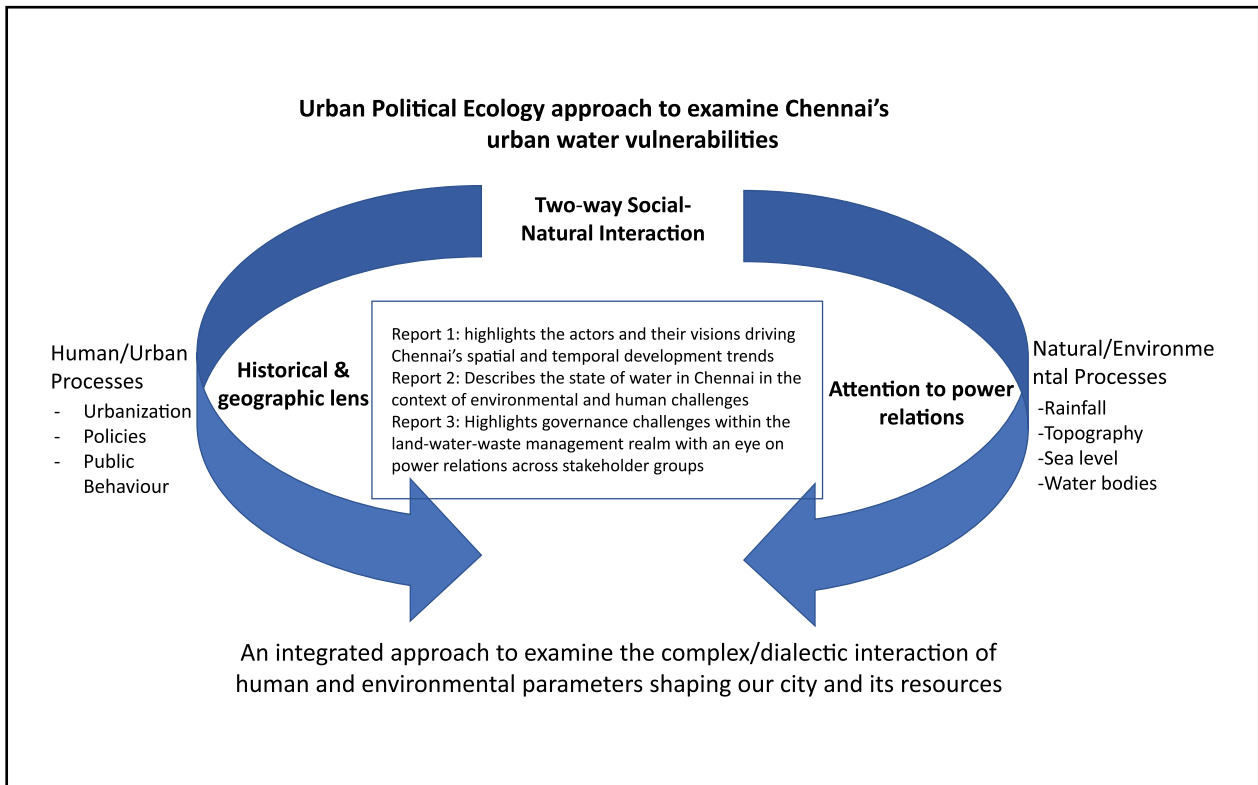 Urban Political Ecology approach to examine Chennai’s
urban water vulnerabilities
Two-way Social-
Natural Interaction
Human/Urban
Processes
- Urbanization
- Policies
- Public
Behaviour
Historical &
geographic lens
Report 1: highlights the actors and their visions driving
Chennai’s spatial and temporal development trends
Report 2: Describes the state of water in Chennai in the
context of environmental and human challenges
Report 3: Highlights governance challenges within the
land-water-waste management realm with an eye on
power relations across stakeholder groups
Attention to power
relations
Natural/Environme
ntal Processes
-Rainfall
-Topography
-Sea level
-Water bodies
An integrated approach to examine the complex/dialectic interaction of
human and environmental parameters shaping our city and its resources